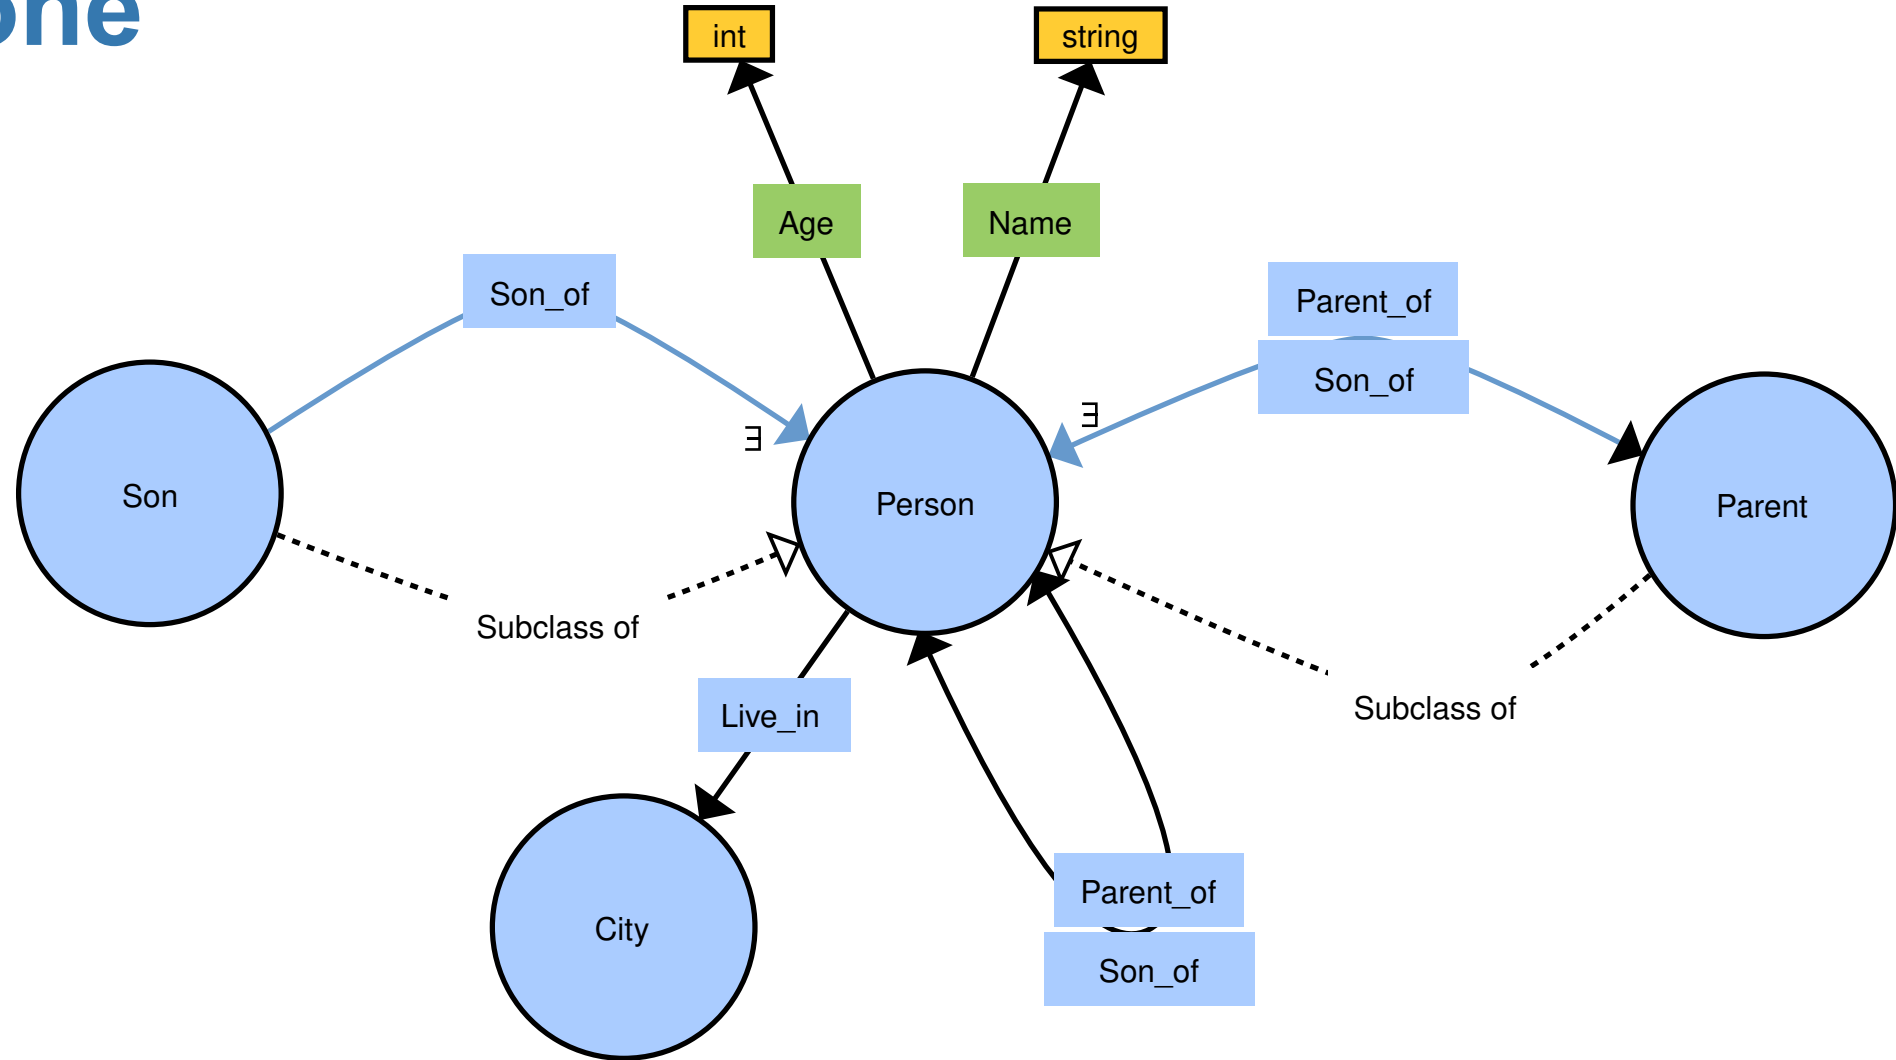 one
int
string
Age
Name
Son_of
Parent_of
Son_of
∃
∃
Son
Person
Parent
Subclass of
Live_in
Subclass of
City
Parent_of
Son_of